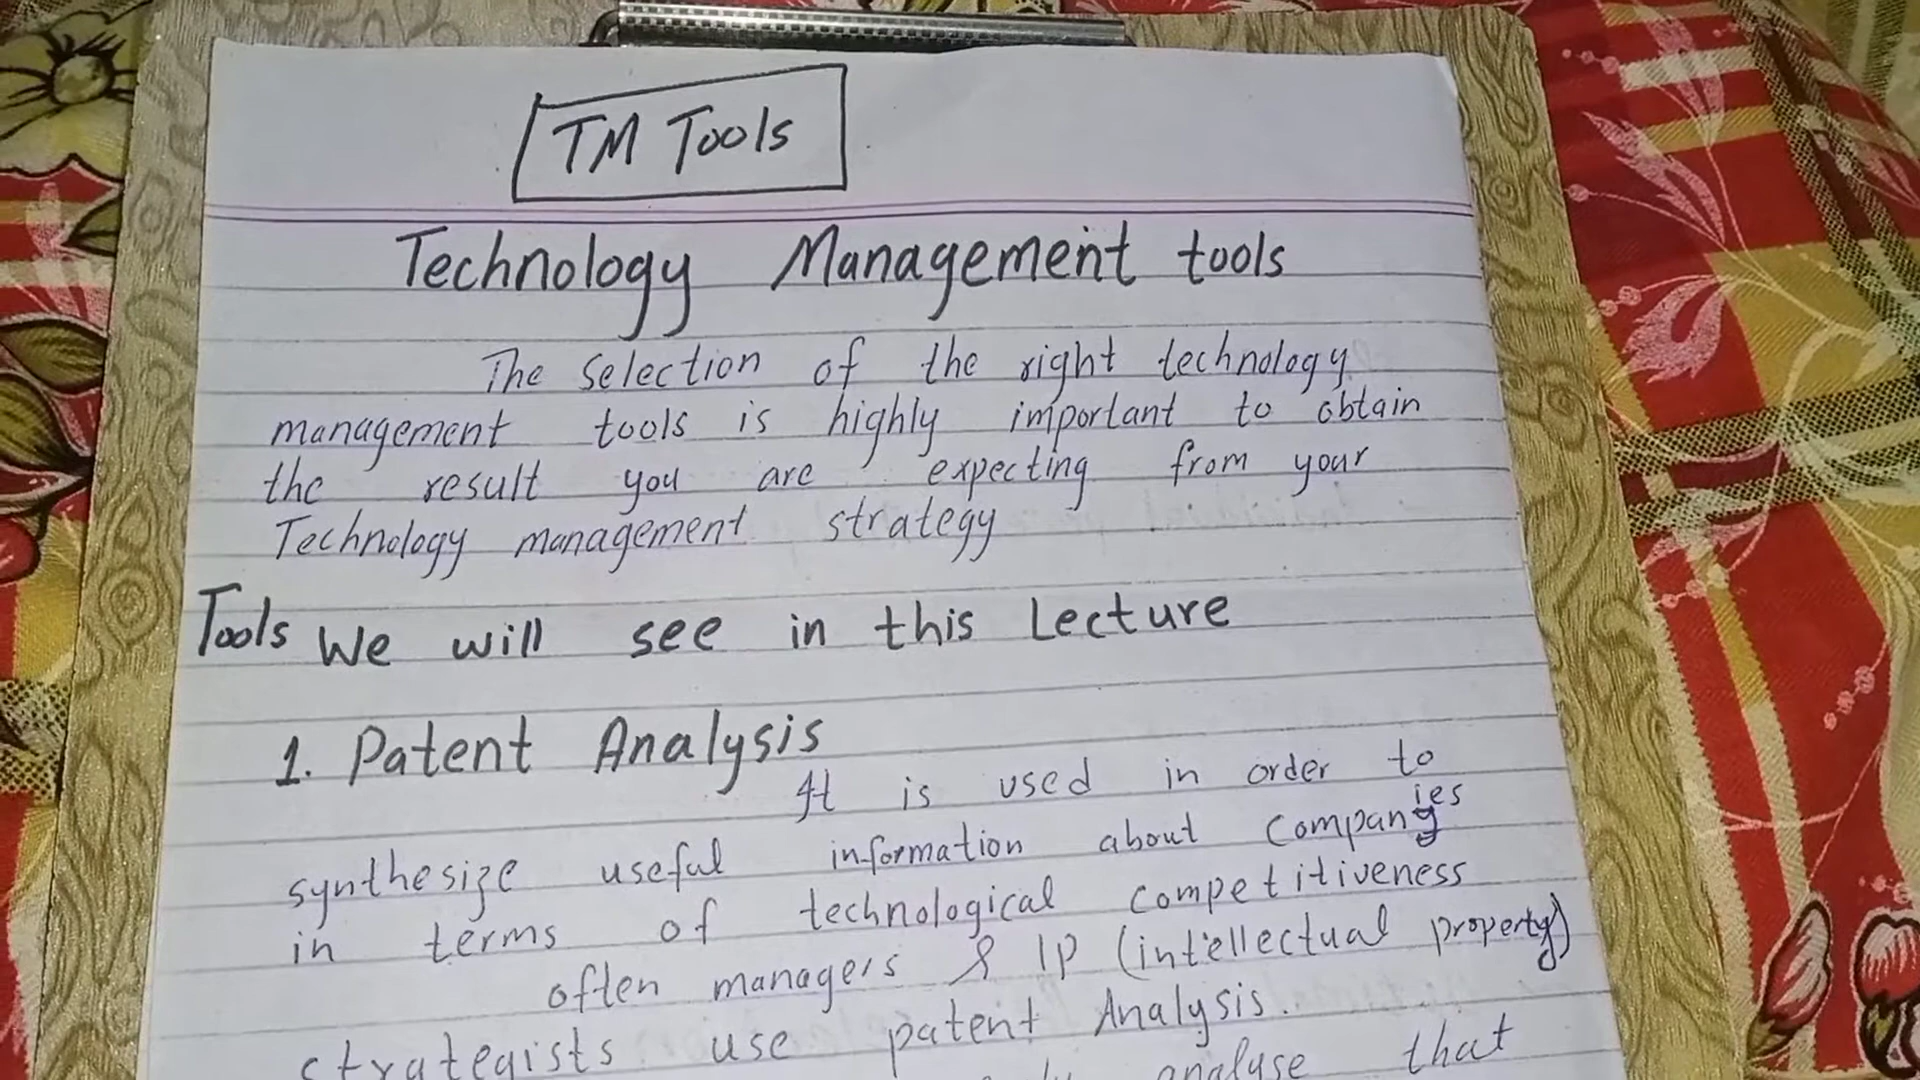 TM Tools
Technology Management tools
The selection of the right technology
management tools is highly important to obtain
the result you are expecting from your
Technology management strategy
Tools We will see in this Lecture
1. Patent Analysis
It is used in order to
synthesize useful information about companies
in terms of technological competitiveness
often managers & IP (intellectual property)
strategists use patent Analysis.
analyse that